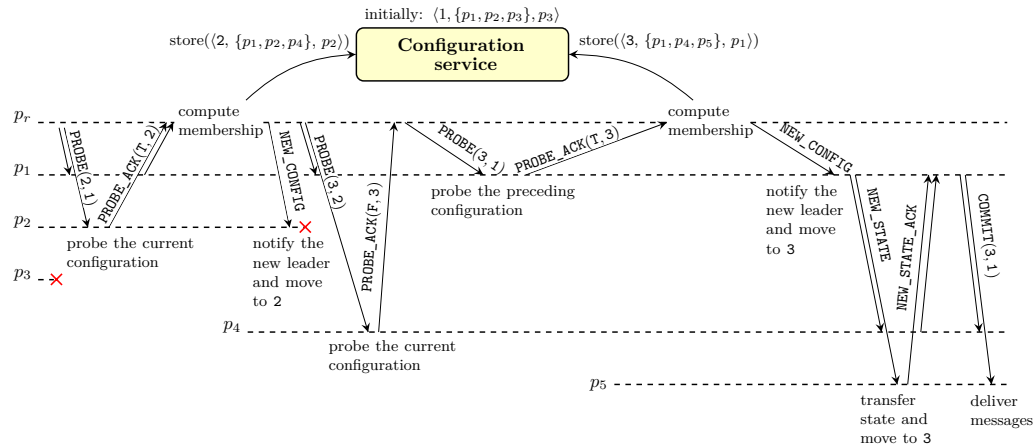 initially: ⟨1, {p₁, p₂, p₃}, p₃⟩
store(⟨2, {p₁, p₂, p₄}, p₂⟩)
Configuration
service
store(⟨3, {p₁, p₄, p₅}, p₁⟩)
pᵣ
compute
membership
compute
membership
PROBE(2,1)
PROBE_ACK(T,2)
NEW_CONFIG
PROBE(3,2)
PROBE_ACK(F,3)
PROBE(3,1)
PROBE_ACK(T,3)
NEW_CONFIG
p₁
probe the preceding
configuration
notify the
new leader
and move
to 3
NEW_STATE
NEW_STATE_ACK
COMMIT(3,1)
p₂
probe the current
configuration
notify the
new leader
and move
to 2
p₃
p₄
probe the current
configuration
p₅
transfer
state and
move to 3
deliver
messages